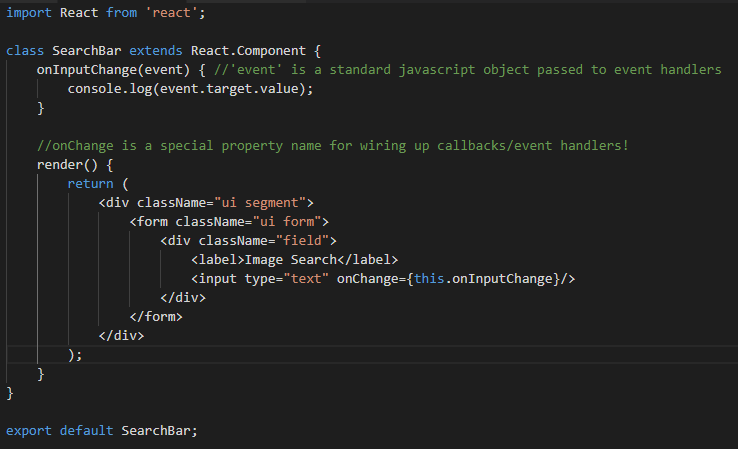 import React from 'react';
class SearchBar extends React.Component {
onInputChange(event) { //'event' is a standard javascript object passed to event handlers
console.log(event.target.value);
}
//onChange is a special property name for wiring up callbacks/event handlers!
render() {
return (
<div className="ui segment">
<form className="ui form">
<div className="field">
<label>Image Search</label>
<input type="text" onChange={this.onInputChange}/>
</div>
</form>
</div>
);
}
}
export default SearchBar;